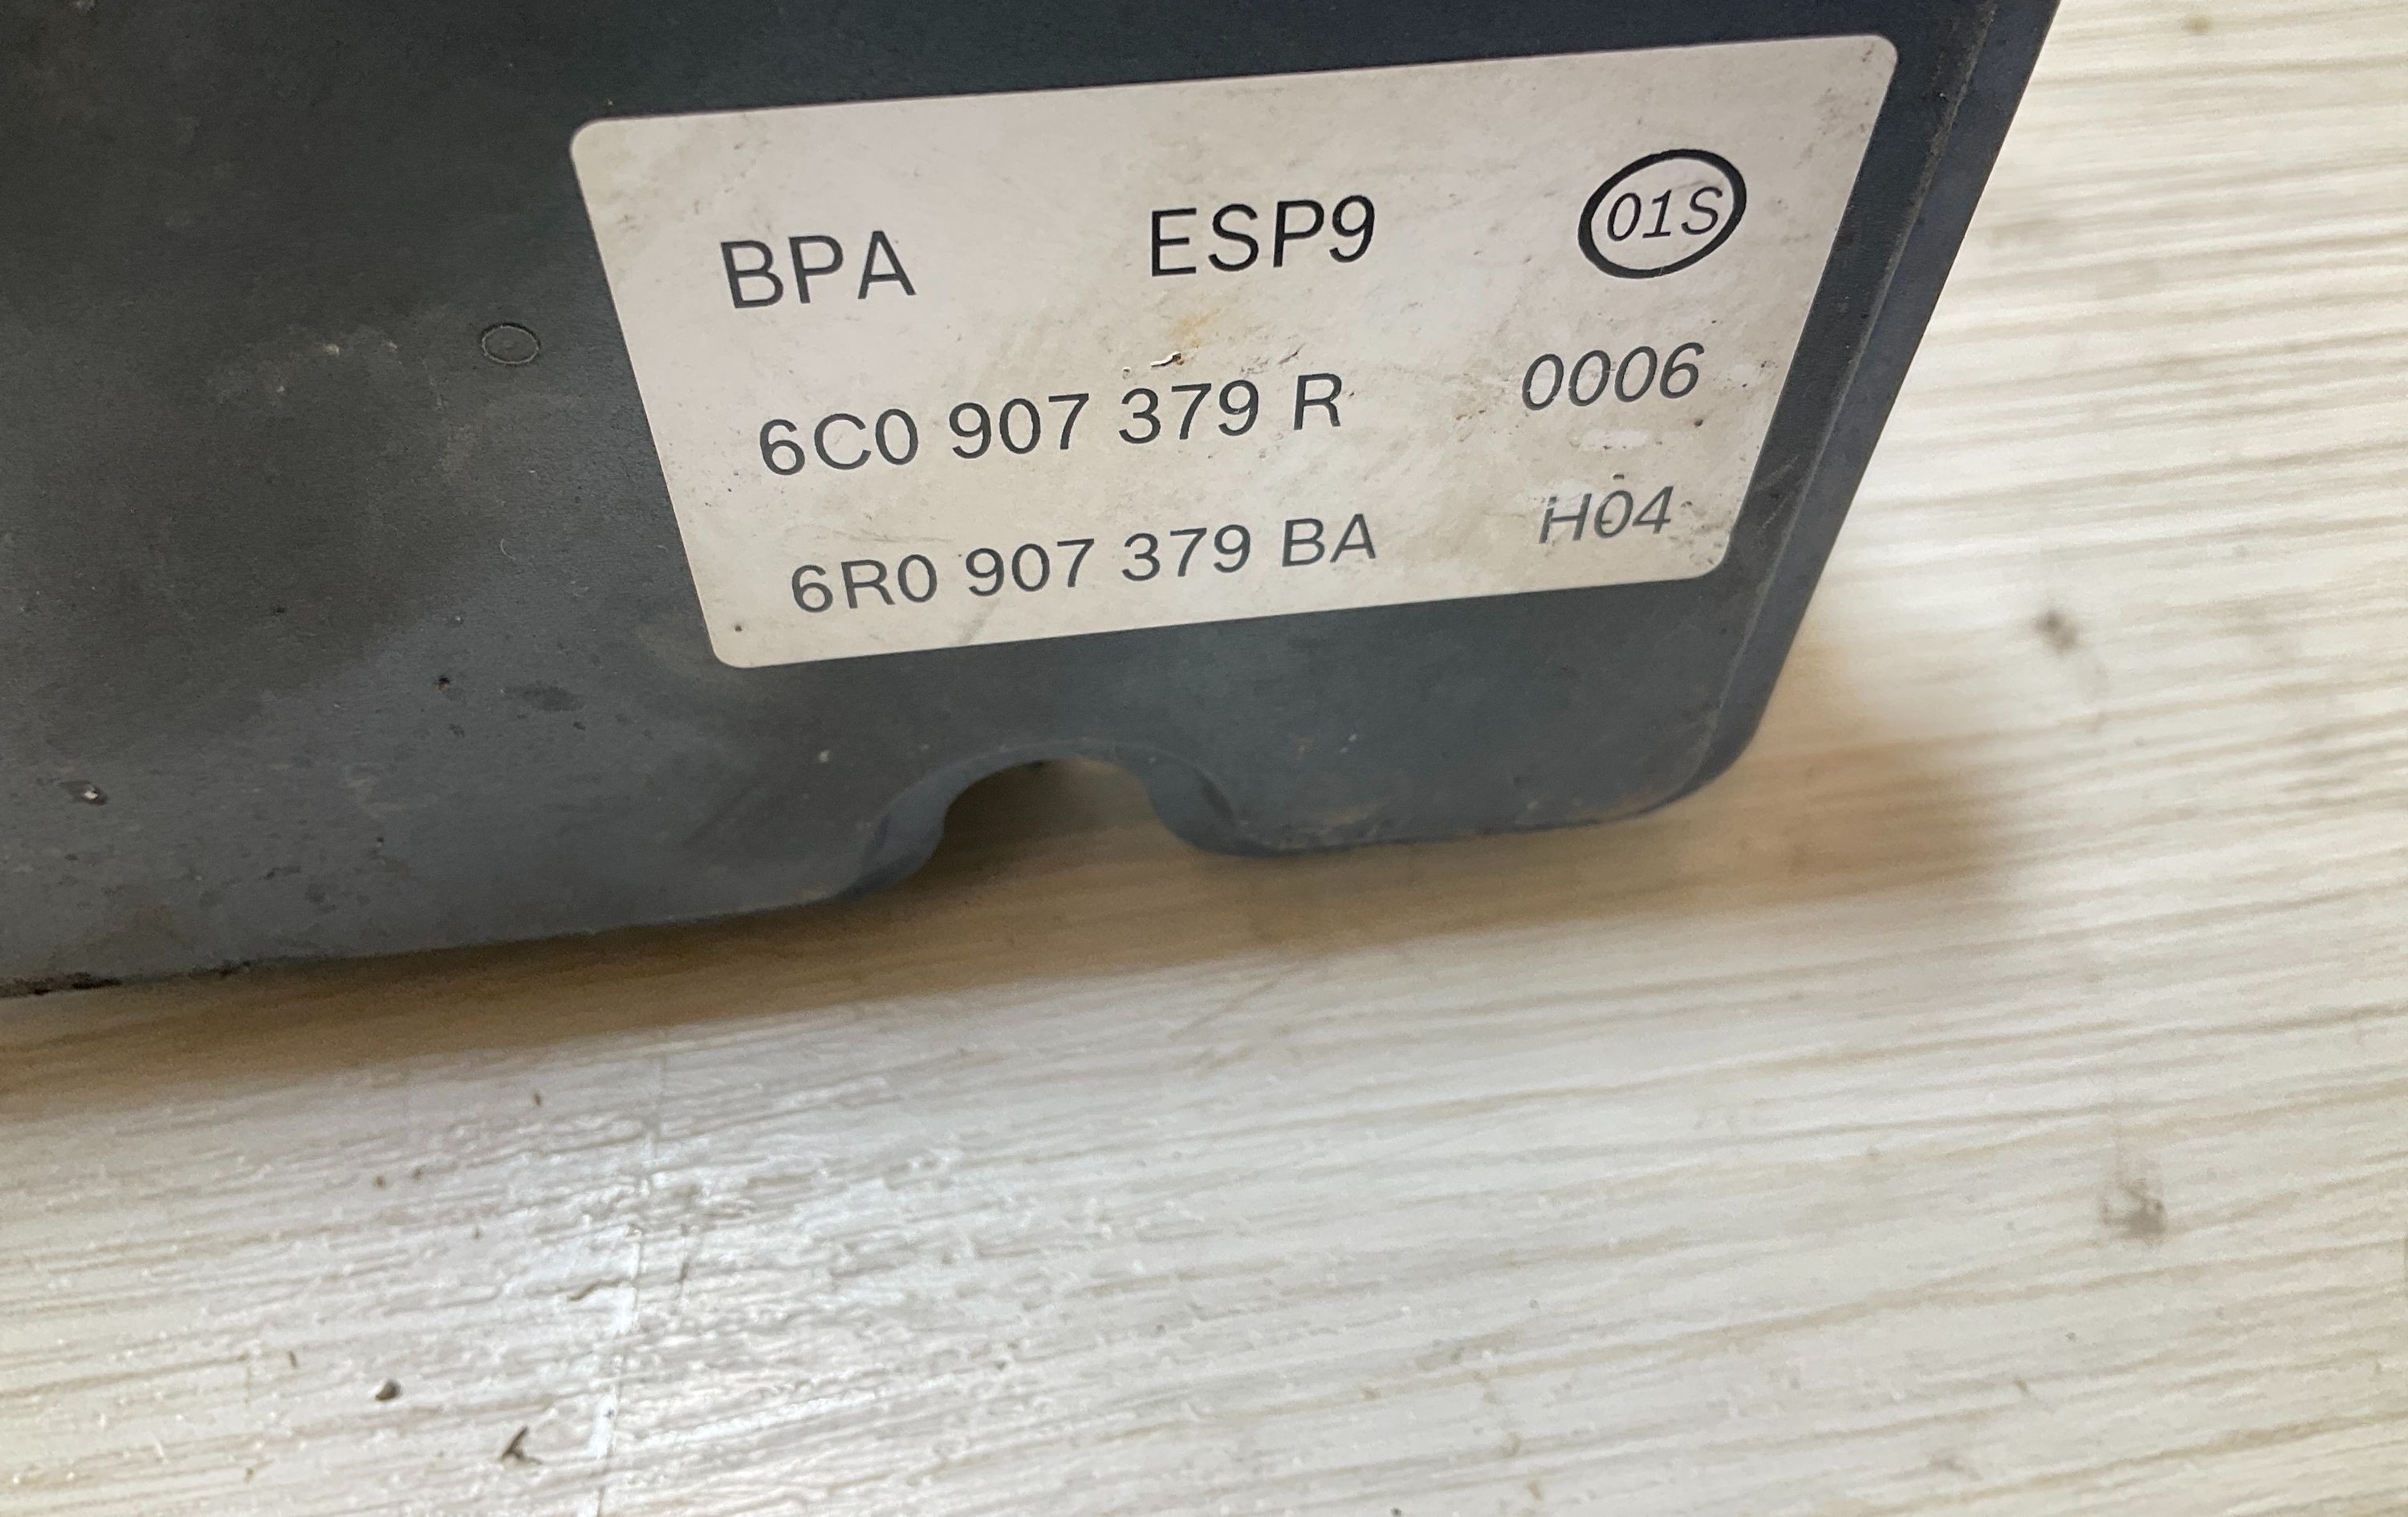 BPA ESP9 01S
6C0 907 379 R 0006
6R0 907 379 BA H04